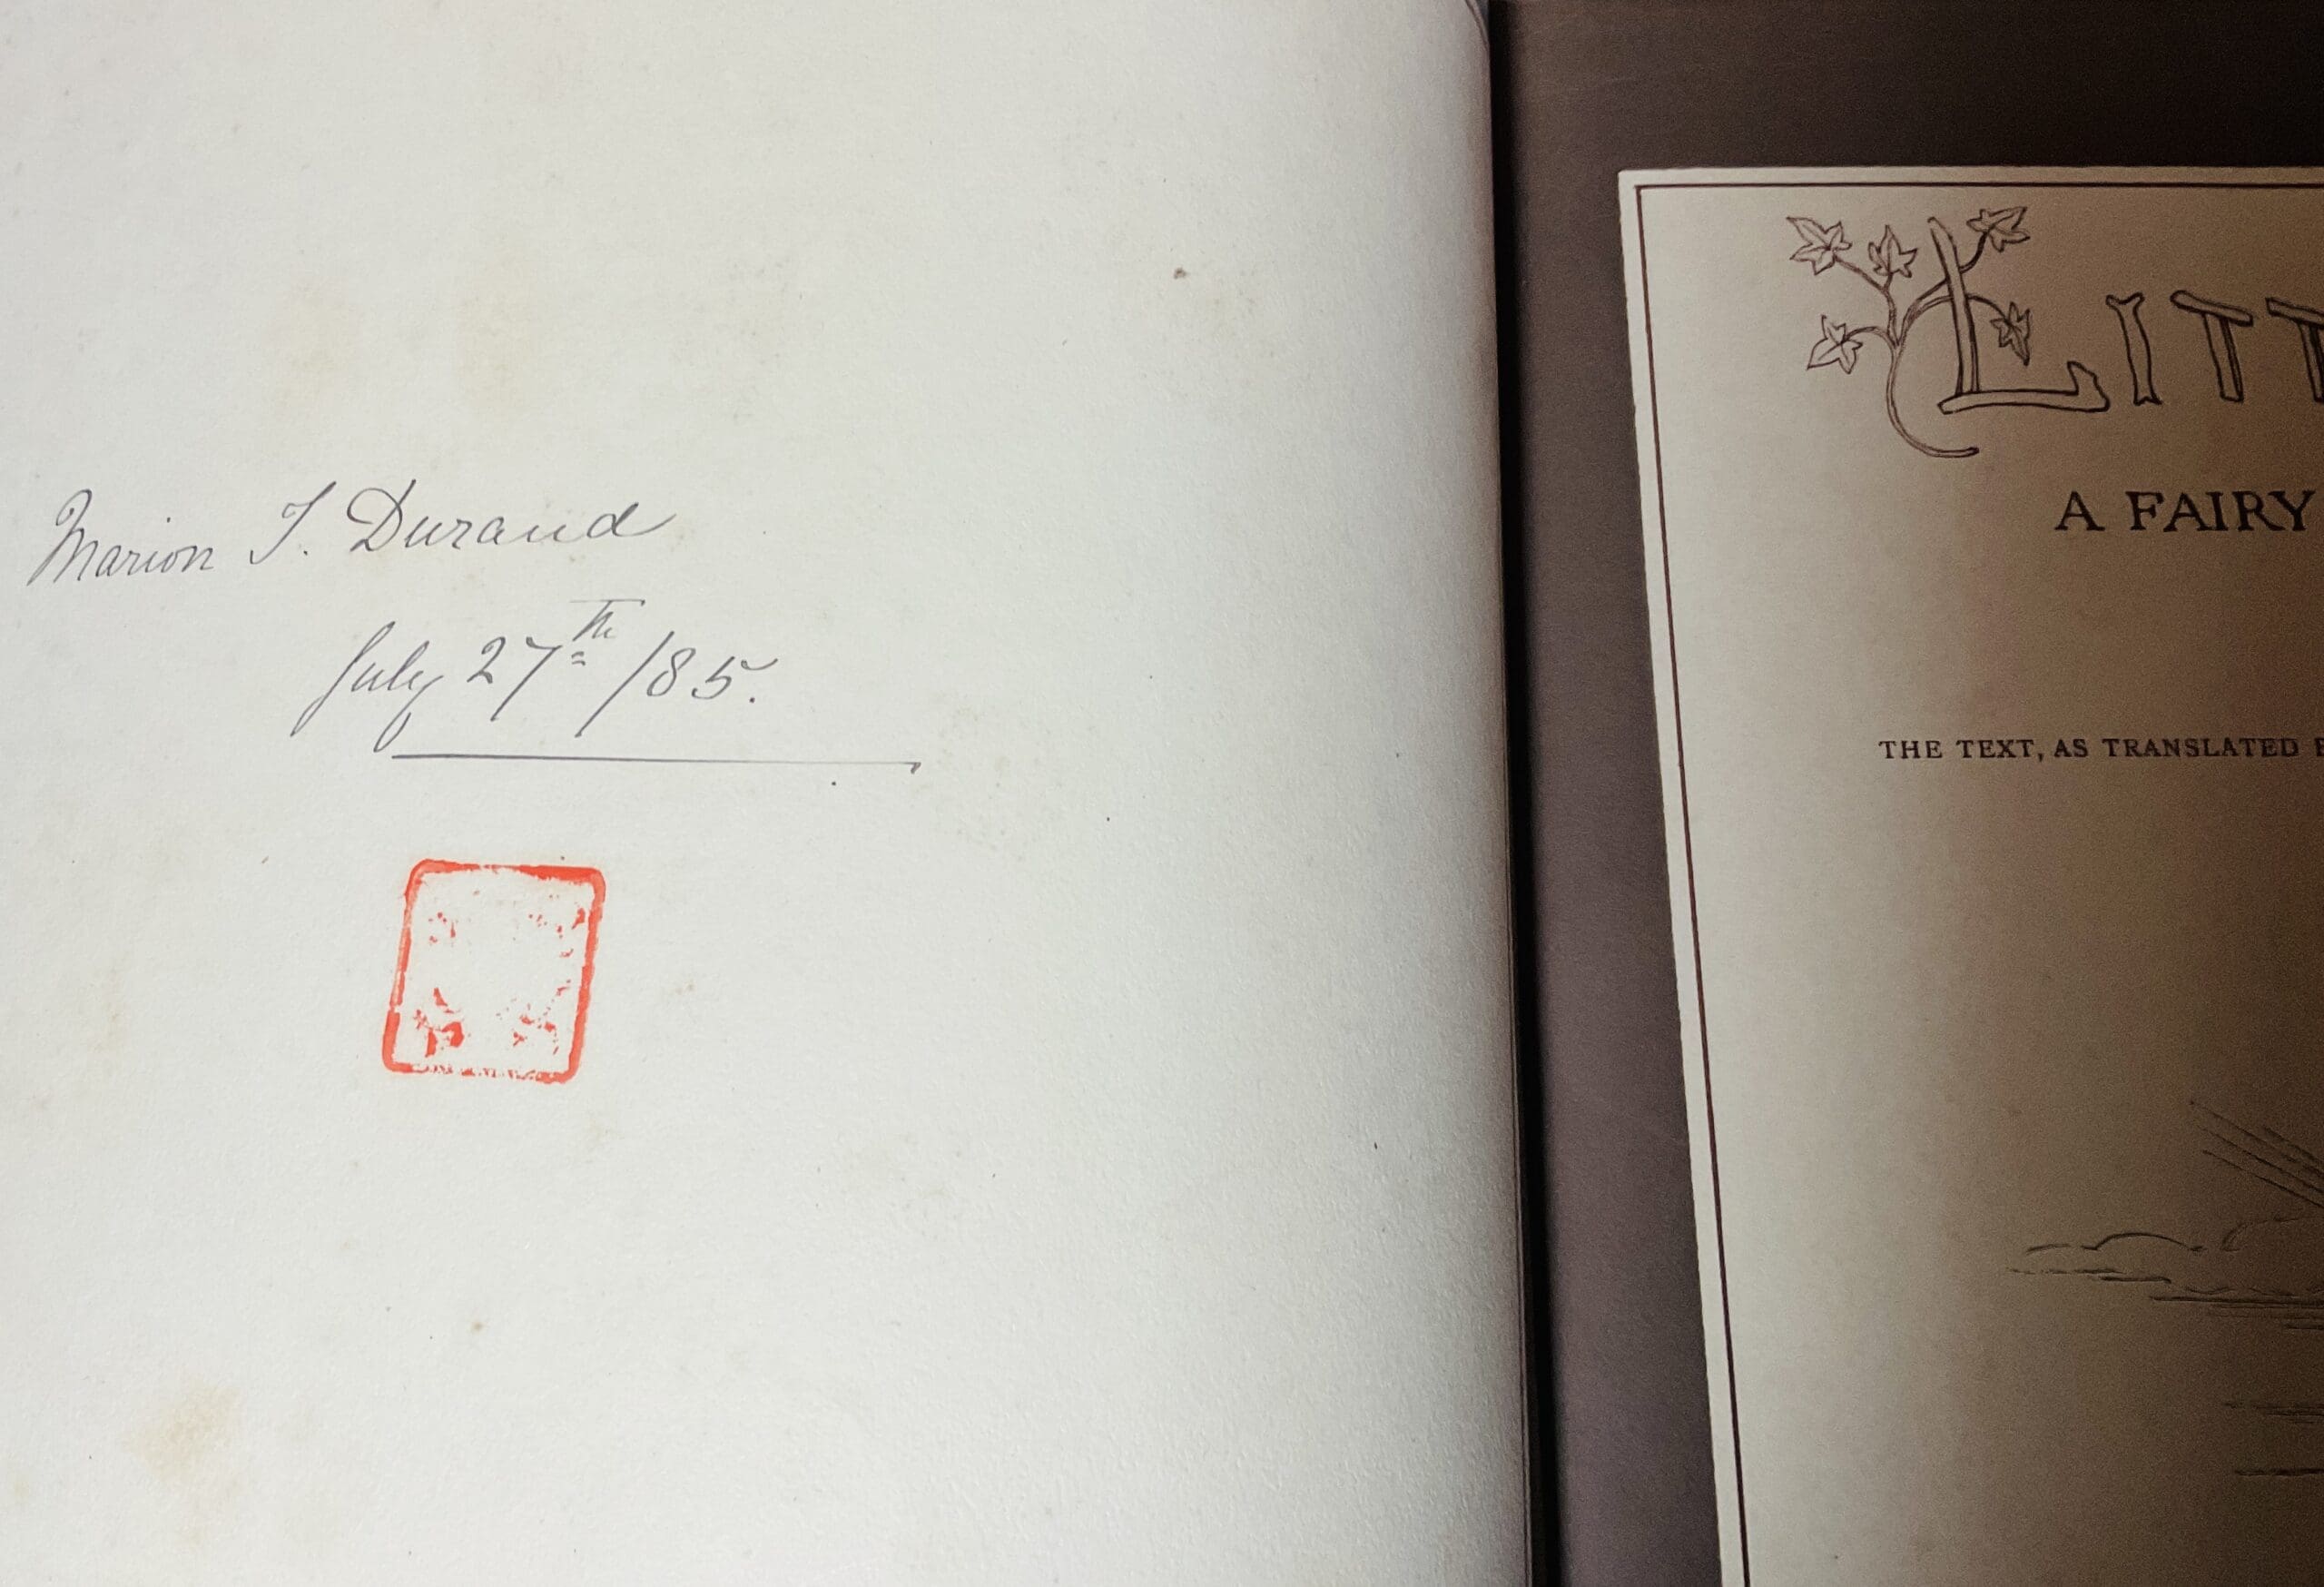 Marion T. Durand
July 27th /85.
LITT
A FAIRY
THE TEXT, AS TRANSLATED